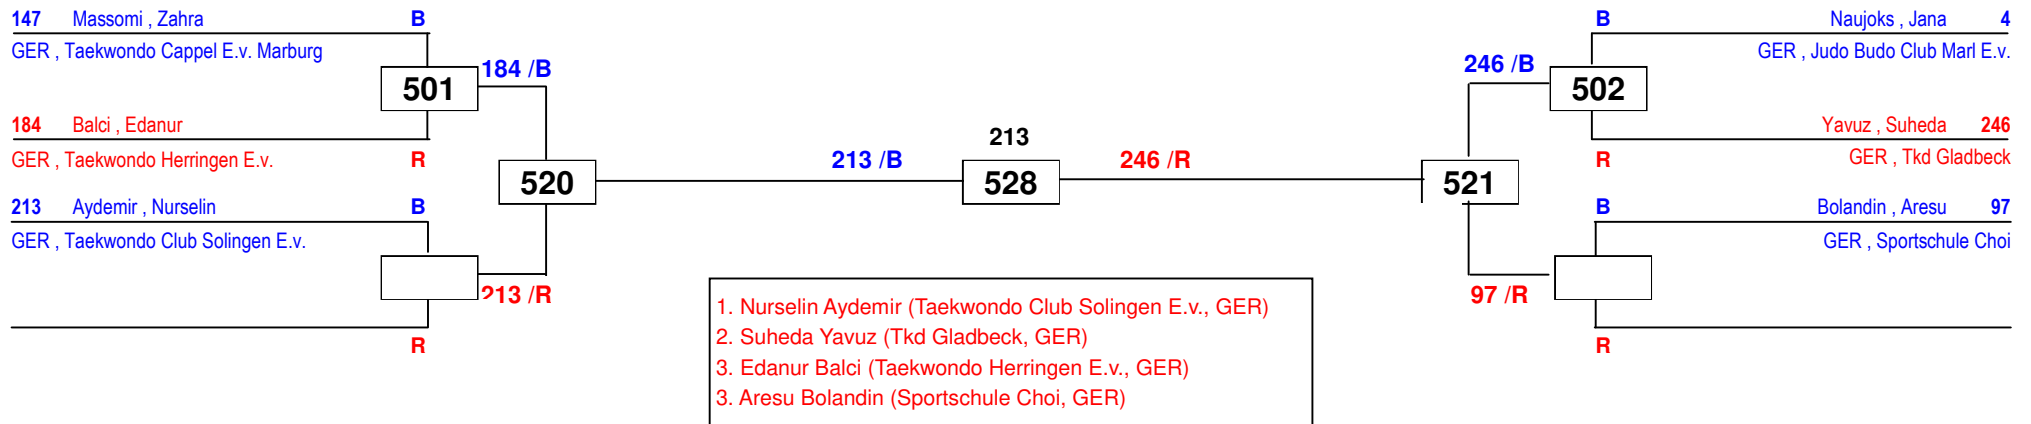 147 Massomi , Zahra B
GER , Taekwondo Cappel E.v. Marburg
501
184 /B
184 Balci , Edanur
GER , Taekwondo Herringen E.v. R
520
213 Aydemir , Nurselin B
GER , Taekwondo Club Solingen E.v.
213 /R
R
213 /B
213
528
246 /R
B Naujoks , Jana 4
GER , Judo Budo Club Marl E.v.
246 /B
502
Yavuz , Suheda 246
R GER , Tkd Gladbeck
521
B Bolandin , Aresu 97
GER , Sportschule Choi
97 /R
R
1. Nurselin Aydemir (Taekwondo Club Solingen E.v., GER)
2. Suheda Yavuz (Tkd Gladbeck, GER)
3. Edanur Balci (Taekwondo Herringen E.v., GER)
3. Aresu Bolandin (Sportschule Choi, GER)